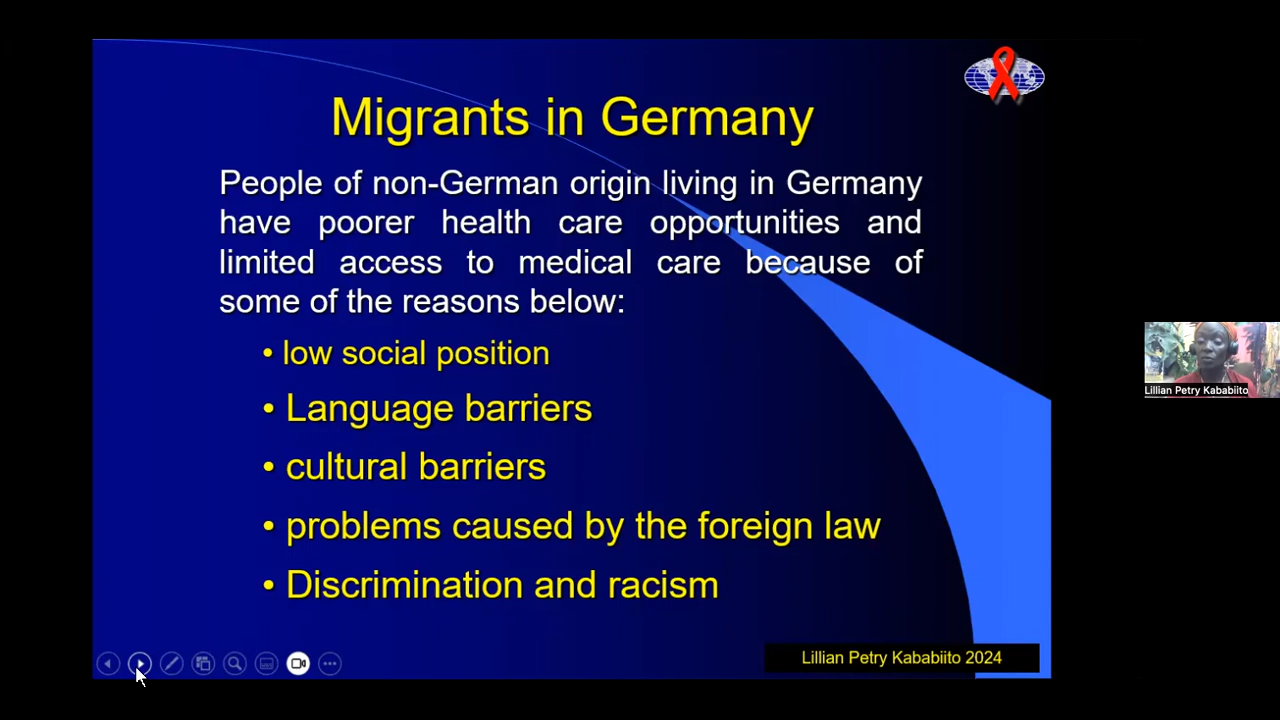 Migrants in Germany
People of non-German origin living in Germany
have poorer health care opportunities and
limited access to medical care because of
some of the reasons below:
• low social position
• Language barriers
• cultural barriers
• problems caused by the foreign law
• Discrimination and racism
Lillian Petry Kababiito
Lillian Petry Kababiito 2024